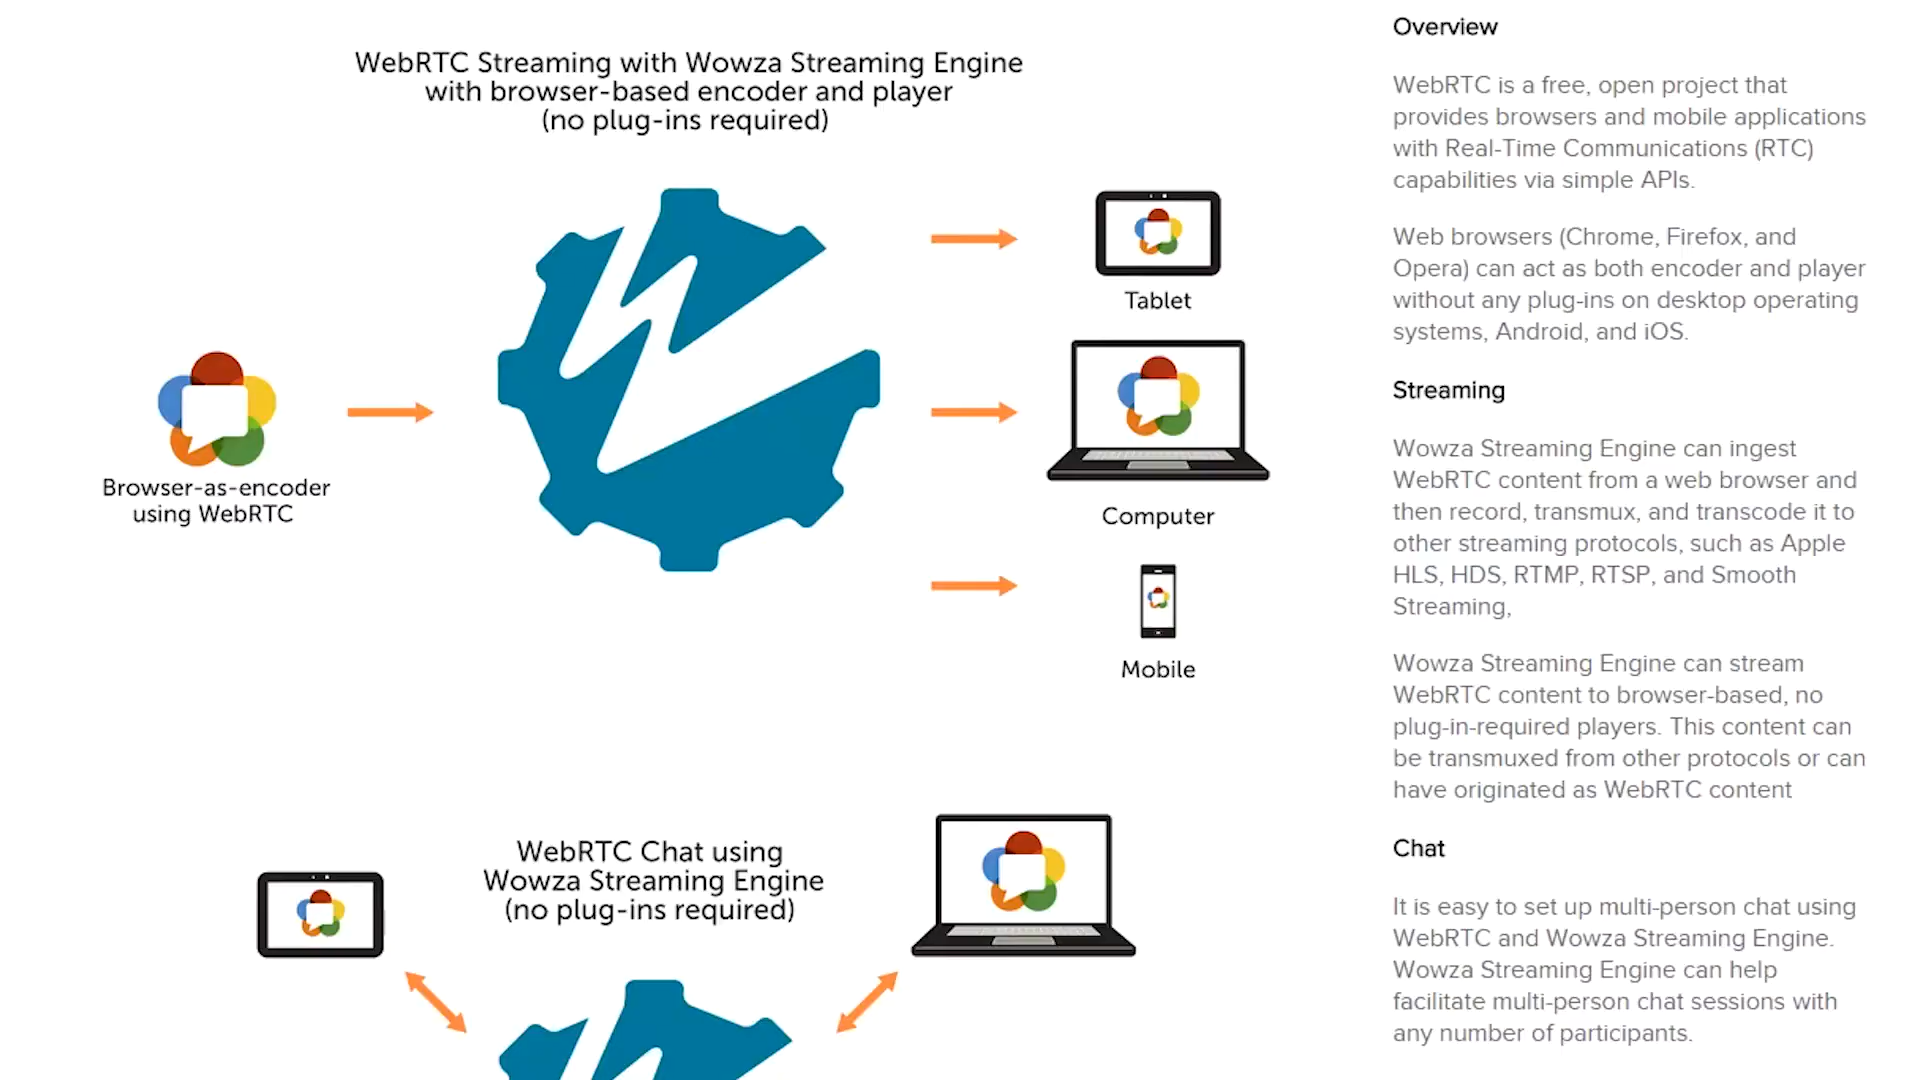 WebRTC Streaming with Wowza Streaming Engine
with browser-based encoder and player
(no plug-ins required)
Browser-as-encoder
using WebRTC
Tablet
Computer
Mobile
WebRTC Chat using
Wowza Streaming Engine
(no plug-ins required)
Overview
WebRTC is a free, open project that
provides browsers and mobile applications
with Real-Time Communications (RTC)
capabilities via simple APIs.
Web browsers (Chrome, Firefox, and
Opera) can act as both encoder and player
without any plug-ins on desktop operating
systems, Android, and iOS.
Streaming
Wowza Streaming Engine can ingest
WebRTC content from a web browser and
then record, transmux, and transcode it to
other streaming protocols, such as Apple
HLS, HDS, RTMP, RTSP, and Smooth
Streaming,
Wowza Streaming Engine can stream
WebRTC content to browser-based, no
plug-in-required players. This content can
be transmuxed from other protocols or can
have originated as WebRTC content
Chat
It is easy to set up multi-person chat using
WebRTC and Wowza Streaming Engine.
Wowza Streaming Engine can help
facilitate multi-person chat sessions with
any number of participants.